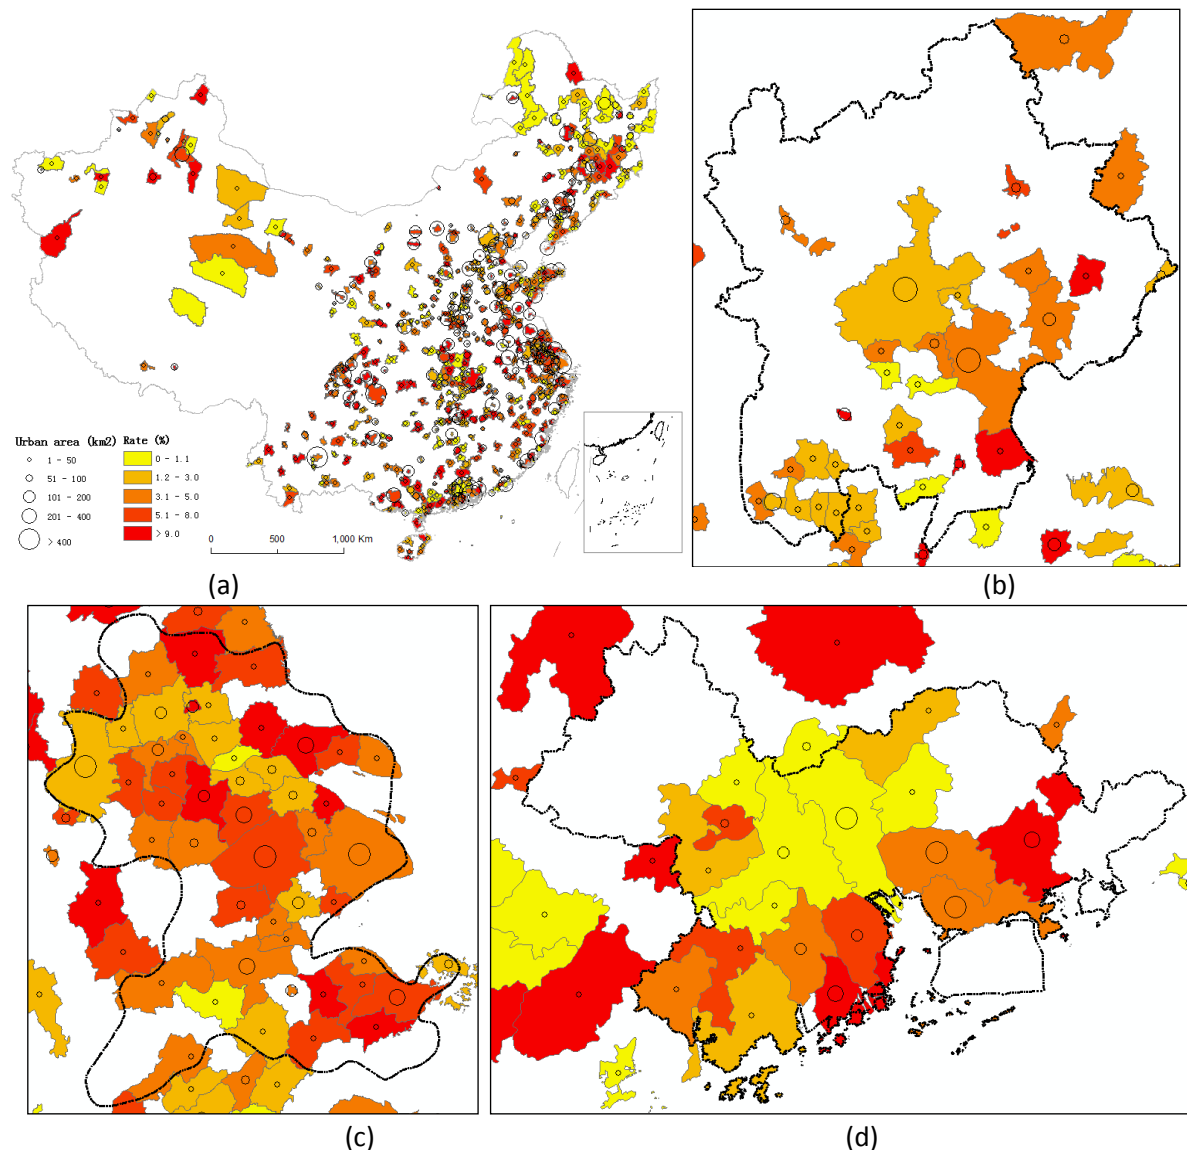 Urban area (km2) Rate (%)
1 - 50 0 - 1.1
51 - 100 1.2 - 3.0
101 - 200 3.1 - 5.0
201 - 400 5.1 - 8.0
> 400 > 9.0
0 500 1,000 Km
(a)
(b)
(c)
(d)